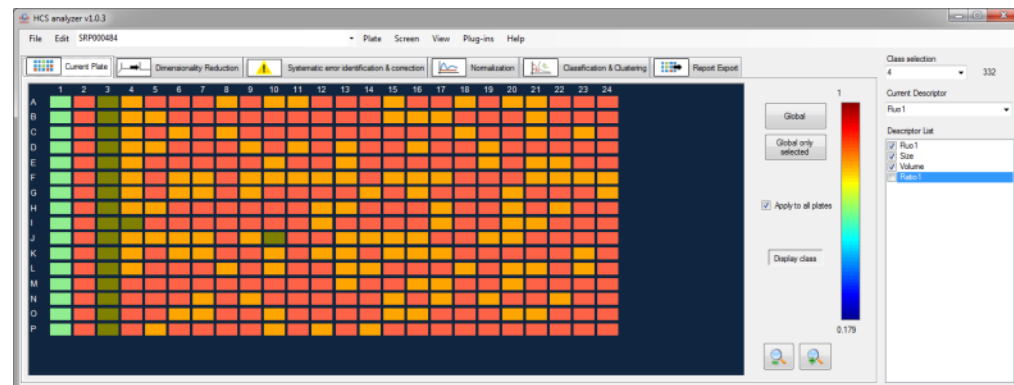 HCS analyzer v1.0.3
File Edit SRP000484 Plate Screen View Plug-ins Help
Current Plate Dimensionality Reduction Systematic error identification & correction Normalization Classification & Clustering Report Export
Class selection
4 332
Current Descriptor
Fluo1
Descriptor List
Fluo1
Size
Volume
Ratio1
1 2 3 4 5 6 7 8 9 10 11 12 13 14 15 16 17 18 19 20 21 22 23 24
A
B
C
D
E
F
G
H
I
J
K
L
M
N
O
P
Global
Global only
selected
Apply to all plates
Display class
1
0.179